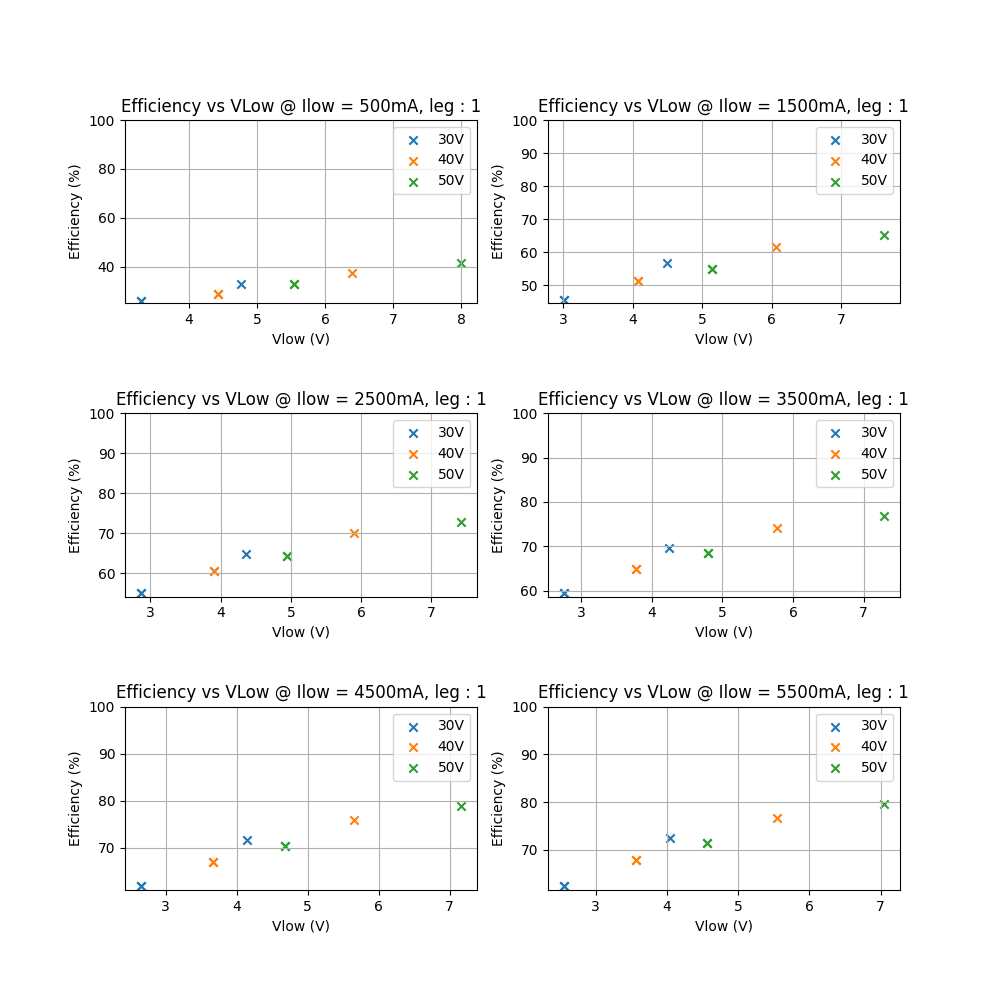 Efficiency vs VLow @ Ilow = 500mA, leg : 1
100
80
60
40
Efficiency (%)
30V
40V
50V
4 5 6 7 8
Vlow (V)
Efficiency vs VLow @ Ilow = 1500mA, leg : 1
100
90
80
70
60
50
Efficiency (%)
30V
40V
50V
3 4 5 6 7
Vlow (V)
Efficiency vs VLow @ Ilow = 2500mA, leg : 1
100
90
80
70
60
Efficiency (%)
30V
40V
50V
3 4 5 6 7
Vlow (V)
Efficiency vs VLow @ Ilow = 3500mA, leg : 1
100
90
80
70
60
Efficiency (%)
30V
40V
50V
3 4 5 6 7
Vlow (V)
Efficiency vs VLow @ Ilow = 4500mA, leg : 1
100
90
80
70
Efficiency (%)
30V
40V
50V
3 4 5 6 7
Vlow (V)
Efficiency vs VLow @ Ilow = 5500mA, leg : 1
100
90
80
70
Efficiency (%)
30V
40V
50V
3 4 5 6 7
Vlow (V)